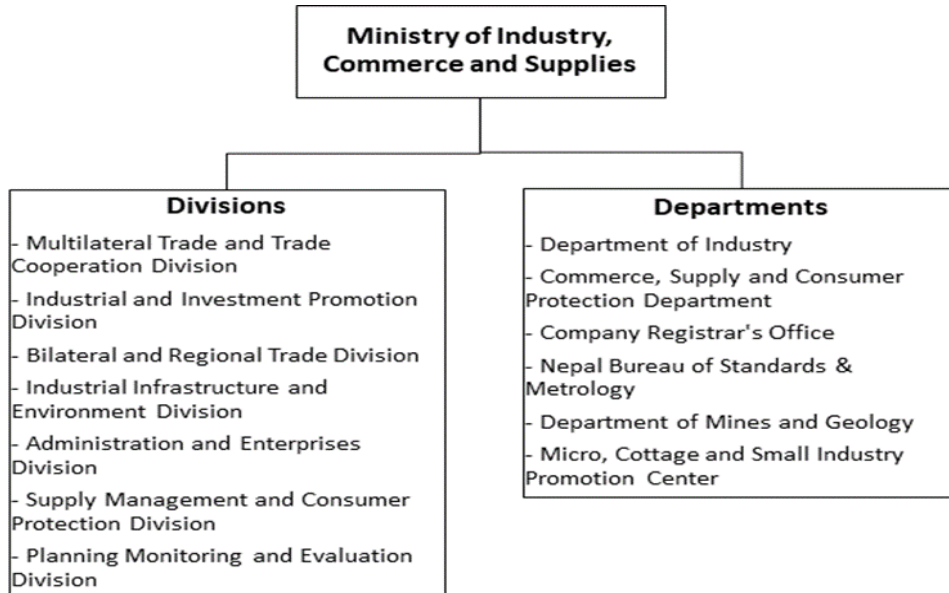 Ministry of Industry,
Commerce and Supplies
Divisions
- Multilateral Trade and Trade
Cooperation Division
- Industrial and Investment Promotion
Division
- Bilateral and Regional Trade Division
- Industrial Infrastructure and
Environment Division
- Administration and Enterprises
Division
- Supply Management and Consumer
Protection Division
- Planning Monitoring and Evaluation
Division
Departments
- Department of Industry
- Commerce, Supply and Consumer
Protection Department
- Company Registrar's Office
- Nepal Bureau of Standards &
Metrology
- Department of Mines and Geology
- Micro, Cottage and Small Industry
Promotion Center